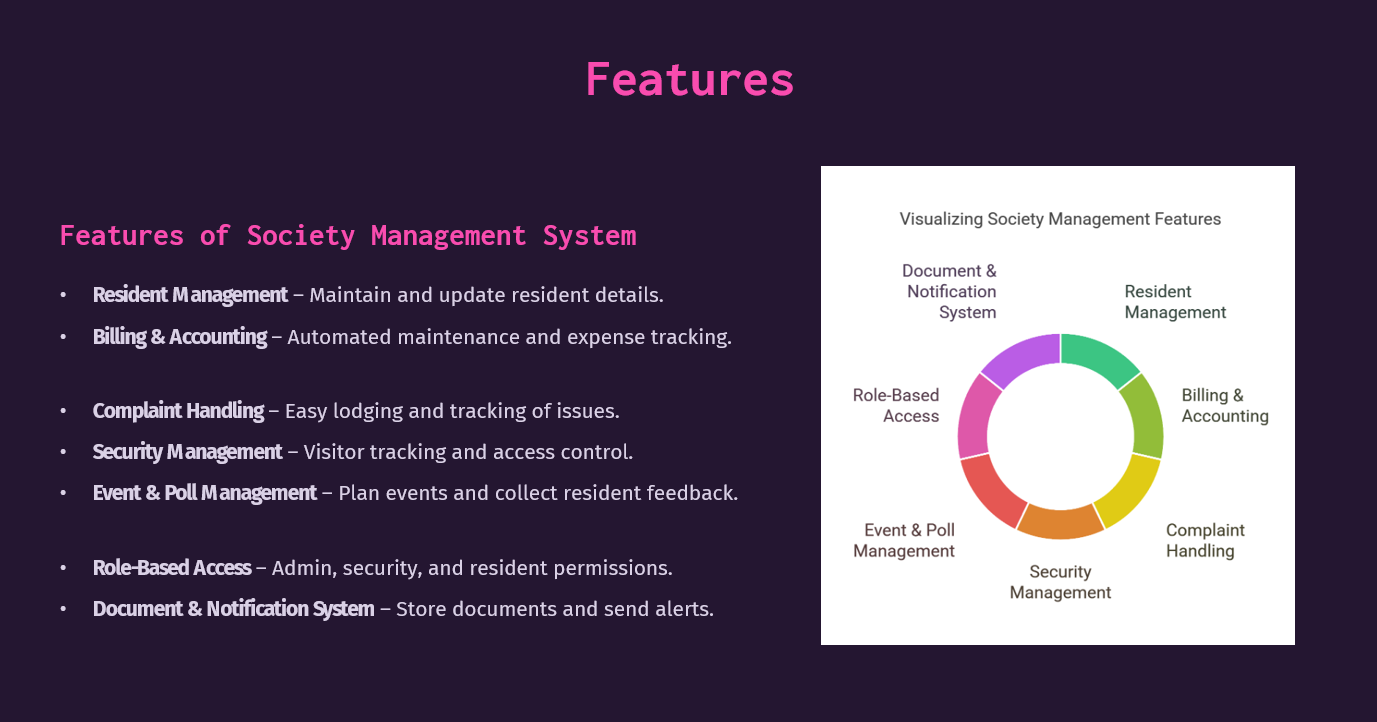 Features
Features of Society Management System
• Resident Management – Maintain and update resident details.
• Billing & Accounting – Automated maintenance and expense tracking.
• Complaint Handling – Easy lodging and tracking of issues.
• Security Management – Visitor tracking and access control.
• Event & Poll Management – Plan events and collect resident feedback.
• Role-Based Access – Admin, security, and resident permissions.
• Document & Notification System – Store documents and send alerts.
Visualizing Society Management Features
Document &
Notification
System
Resident
Management
Role-Based
Access
Billing &
Accounting
Event & Poll
Management
Complaint
Handling
Security
Management